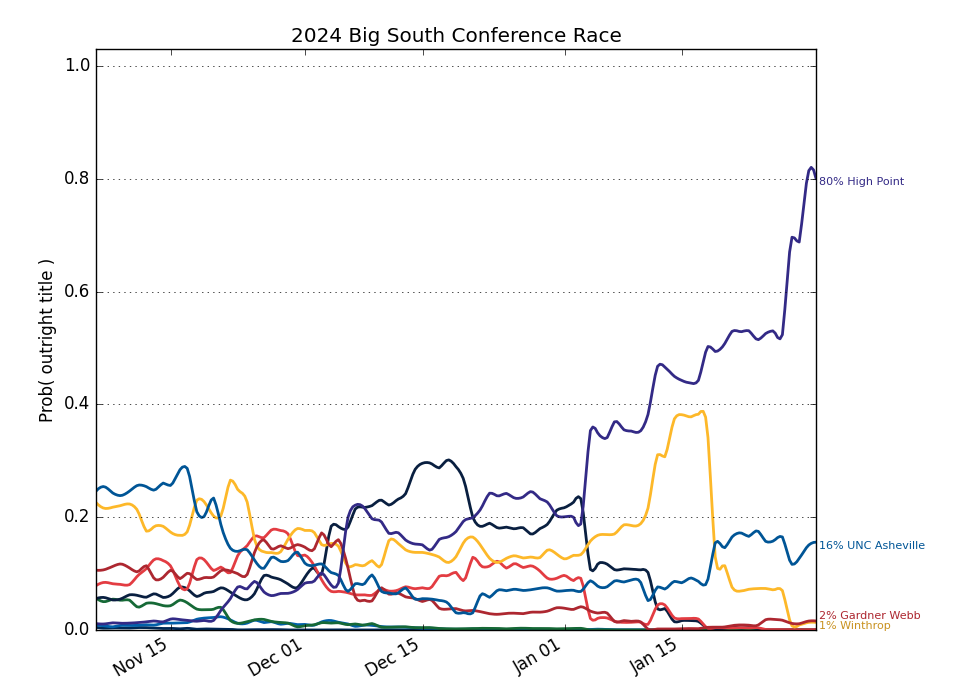 2024 Big South Conference Race
Prob( outright title )
1.0
0.8
0.6
0.4
0.2
0.0
80% High Point
16% UNC Asheville
2% Gardner Webb
1% Winthrop
Nov 15
Dec 01
Dec 15
Jan 01
Jan 15